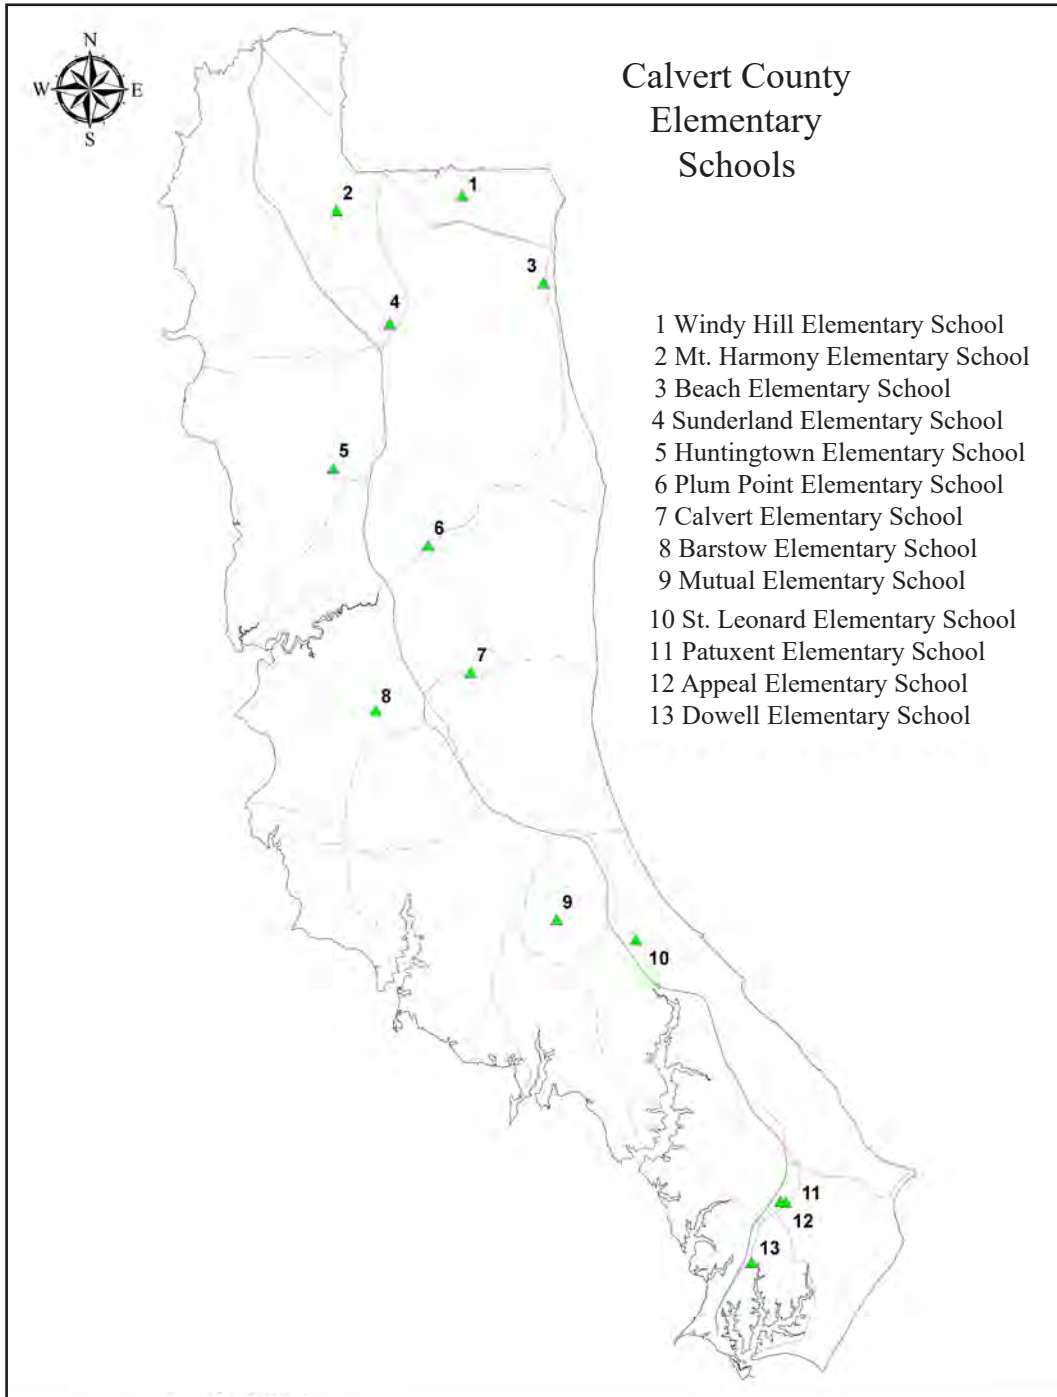 N
W E
S
Calvert County
Elementary
Schools
1
2
3
4
5
6
7
8
9
10
11
12
13
1 Windy Hill Elementary School
2 Mt. Harmony Elementary School
3 Beach Elementary School
4 Sunderland Elementary School
5 Huntingtown Elementary School
6 Plum Point Elementary School
7 Calvert Elementary School
8 Barstow Elementary School
9 Mutual Elementary School
10 St. Leonard Elementary School
11 Patuxent Elementary School
12 Appeal Elementary School
13 Dowell Elementary School